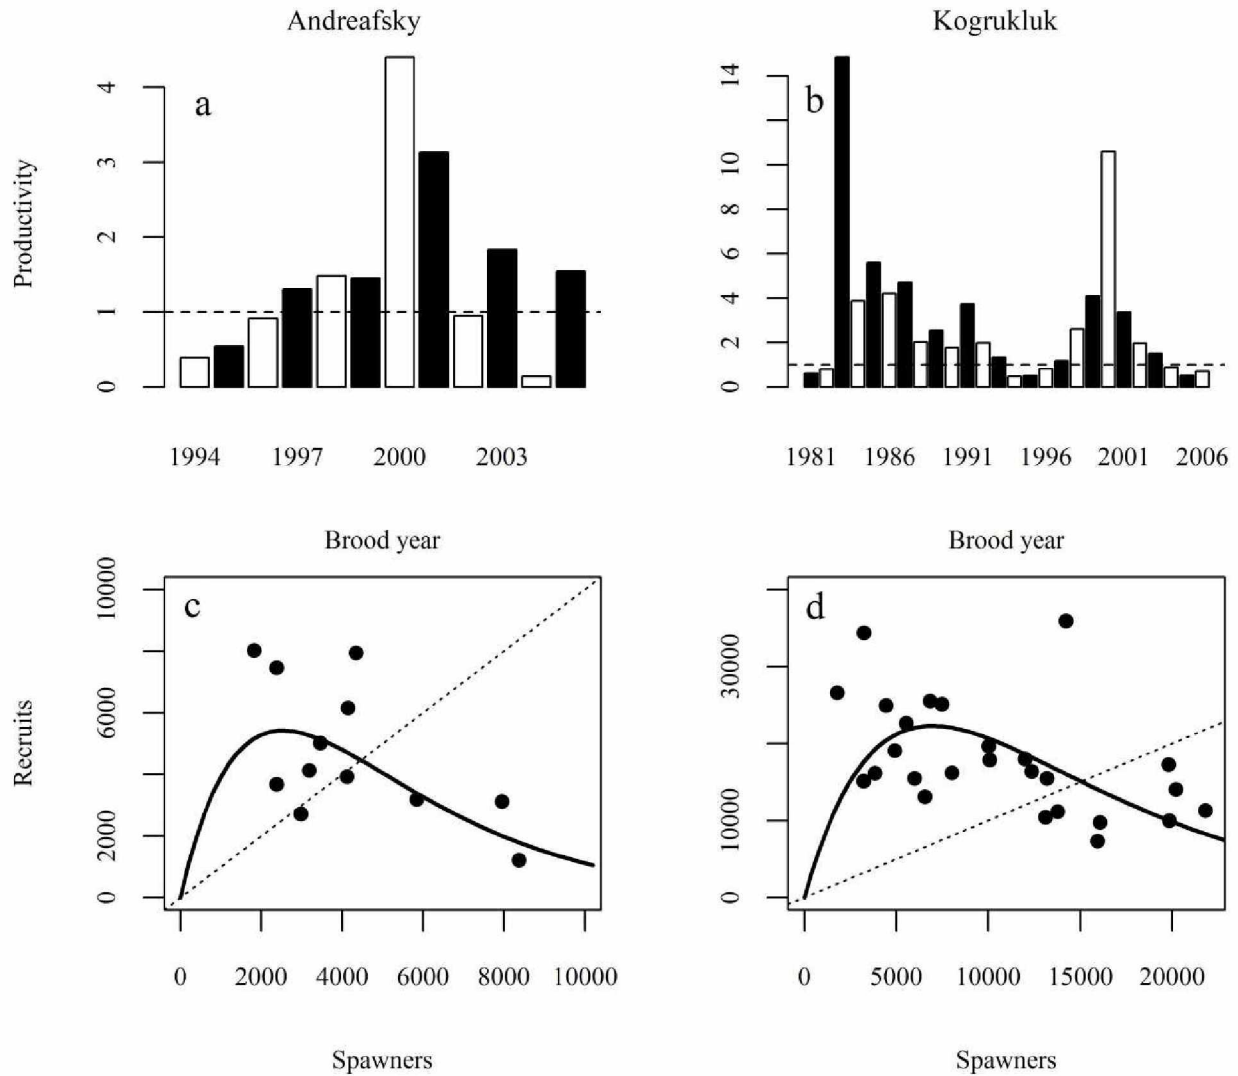 Andreafsky
Kogrukluk
Productivity
a
4
3
2
1
0
1994 1997 2000 2003
Brood year
b
14
10
8
6
4
2
0
1981 1986 1991 1996 2001 2006
Brood year
Recruits
c
10000
6000
2000
0
0 2000 4000 6000 8000 10000
Spawners
d
30000
10000
0
0 5000 10000 15000 20000
Spawners